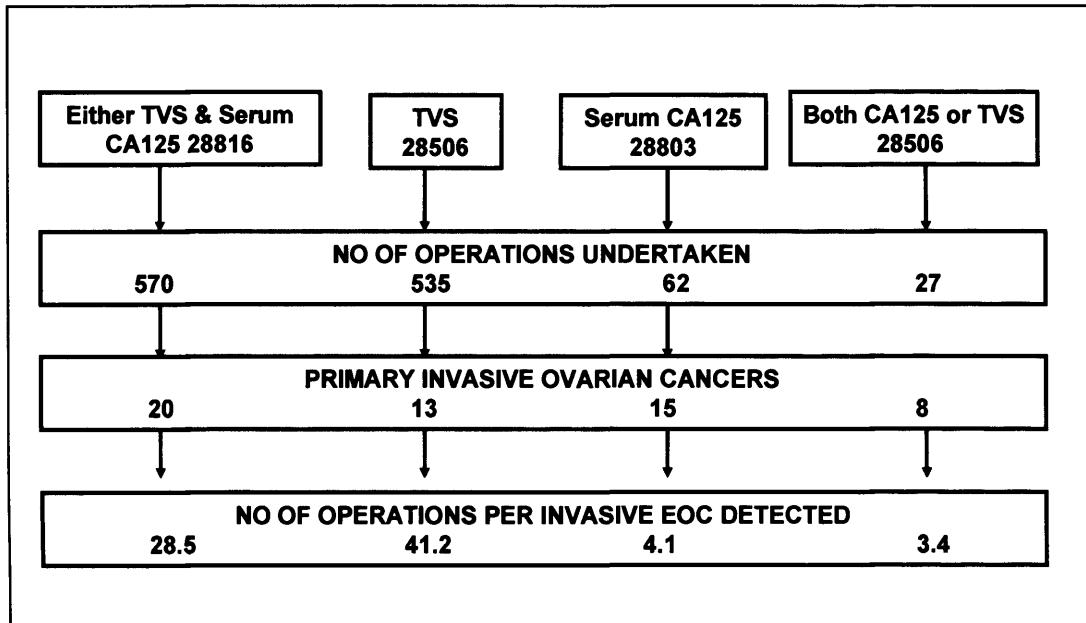 Either TVS & Serum
CA125 28816
TVS
28506
Serum CA125
28803
Both CA125 or TVS
28506
NO OF OPERATIONS UNDERTAKEN
570 535 62 27
PRIMARY INVASIVE OVARIAN CANCERS
20 13 15 8
NO OF OPERATIONS PER INVASIVE EOC DETECTED
28.5 41.2 4.1 3.4